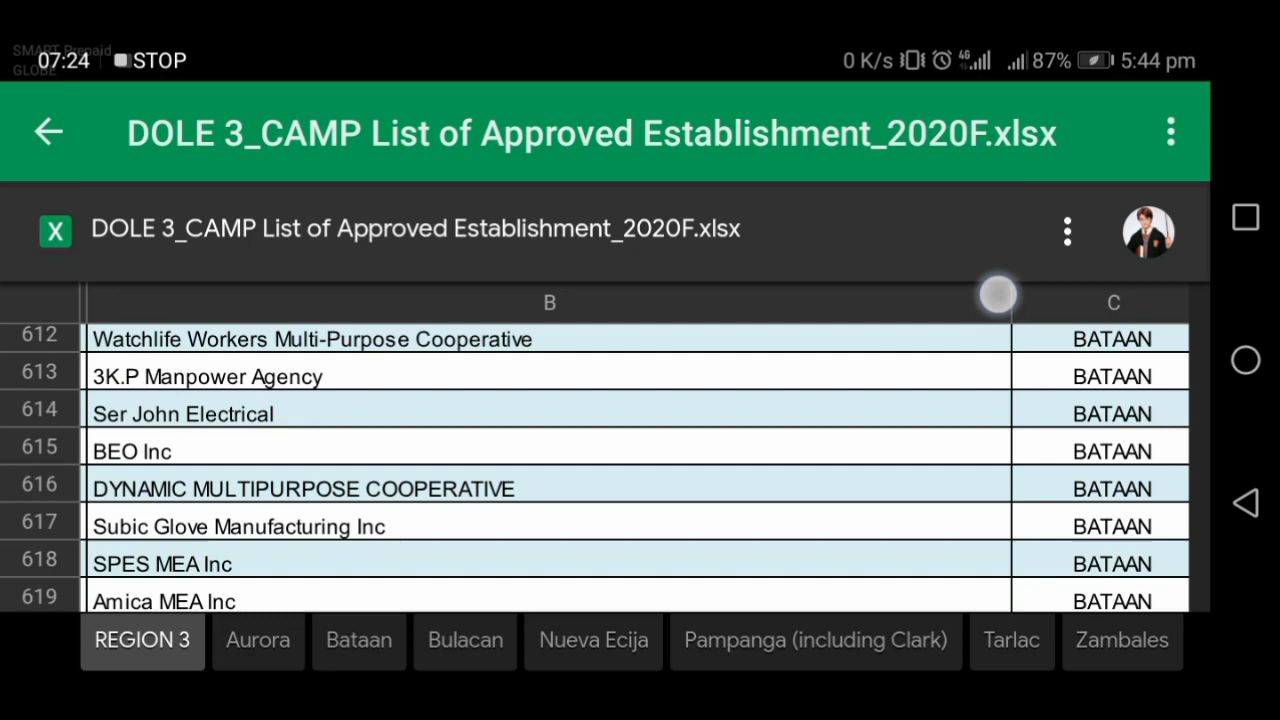 SMART Prepaid
GLOBE
07:24 STOP 0 K/s 4G 87% 5:44 pm
DOLE 3_CAMP List of Approved Establishment_2020F.xlsx
X DOLE 3_CAMP List of Approved Establishment_2020F.xlsx
B C
612 Watchlife Workers Multi-Purpose Cooperative BATAAN
613 3K.P Manpower Agency BATAAN
614 Ser John Electrical BATAAN
615 BEO Inc BATAAN
616 DYNAMIC MULTIPURPOSE COOPERATIVE BATAAN
617 Subic Glove Manufacturing Inc BATAAN
618 SPES MEA Inc BATAAN
619 Amica MEA Inc BATAAN
REGION 3 Aurora Bataan Bulacan Nueva Ecija Pampanga (including Clark) Tarlac Zambales